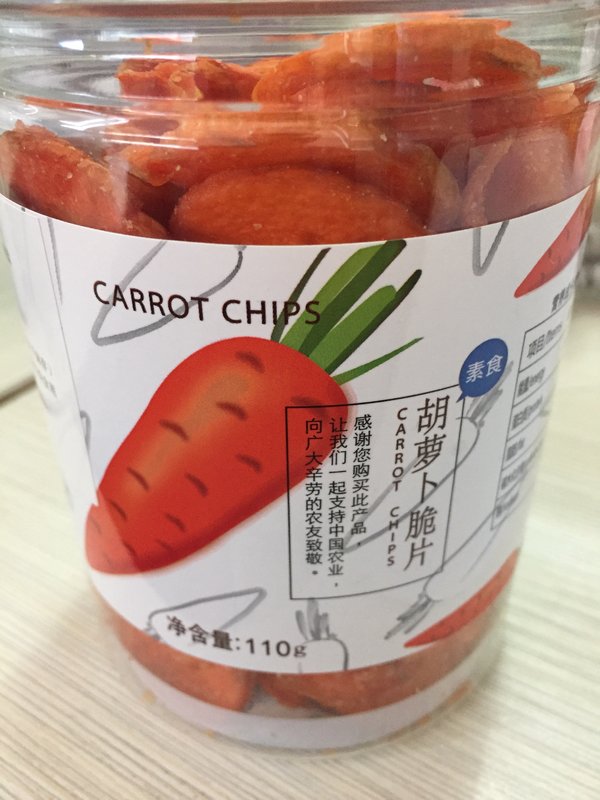 CARROT CHIPS
素食
胡萝卜脆片
CARROT CHIPS
感谢您购买此产品，
让我们一起支持中国农业，
向广大辛劳的农友致敬。
净含量:110g
项目